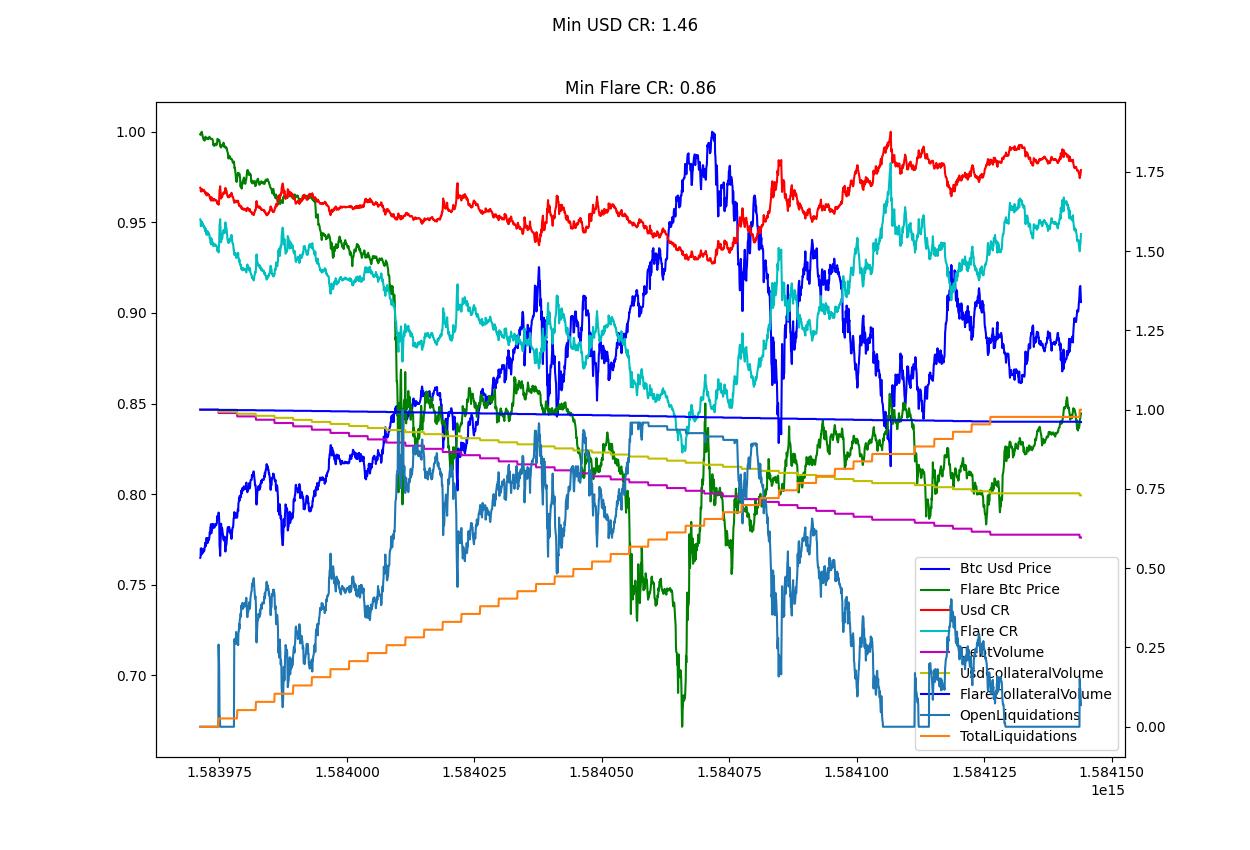 Min USD CR: 1.46
Min Flare CR: 0.86
1.00
0.95
0.90
0.85
0.80
0.75
0.70
1.75
1.50
1.25
1.00
0.75
0.50
0.25
0.00
Btc Usd Price
Flare Btc Price
Usd CR
Flare CR
DebtVolume
UsdCollateralVolume
FlareCollateralVolume
OpenLiquidations
TotalLiquidations
1.583975 1.584000 1.584025 1.584050 1.584075 1.584100 1.584125 1.584150
1e15